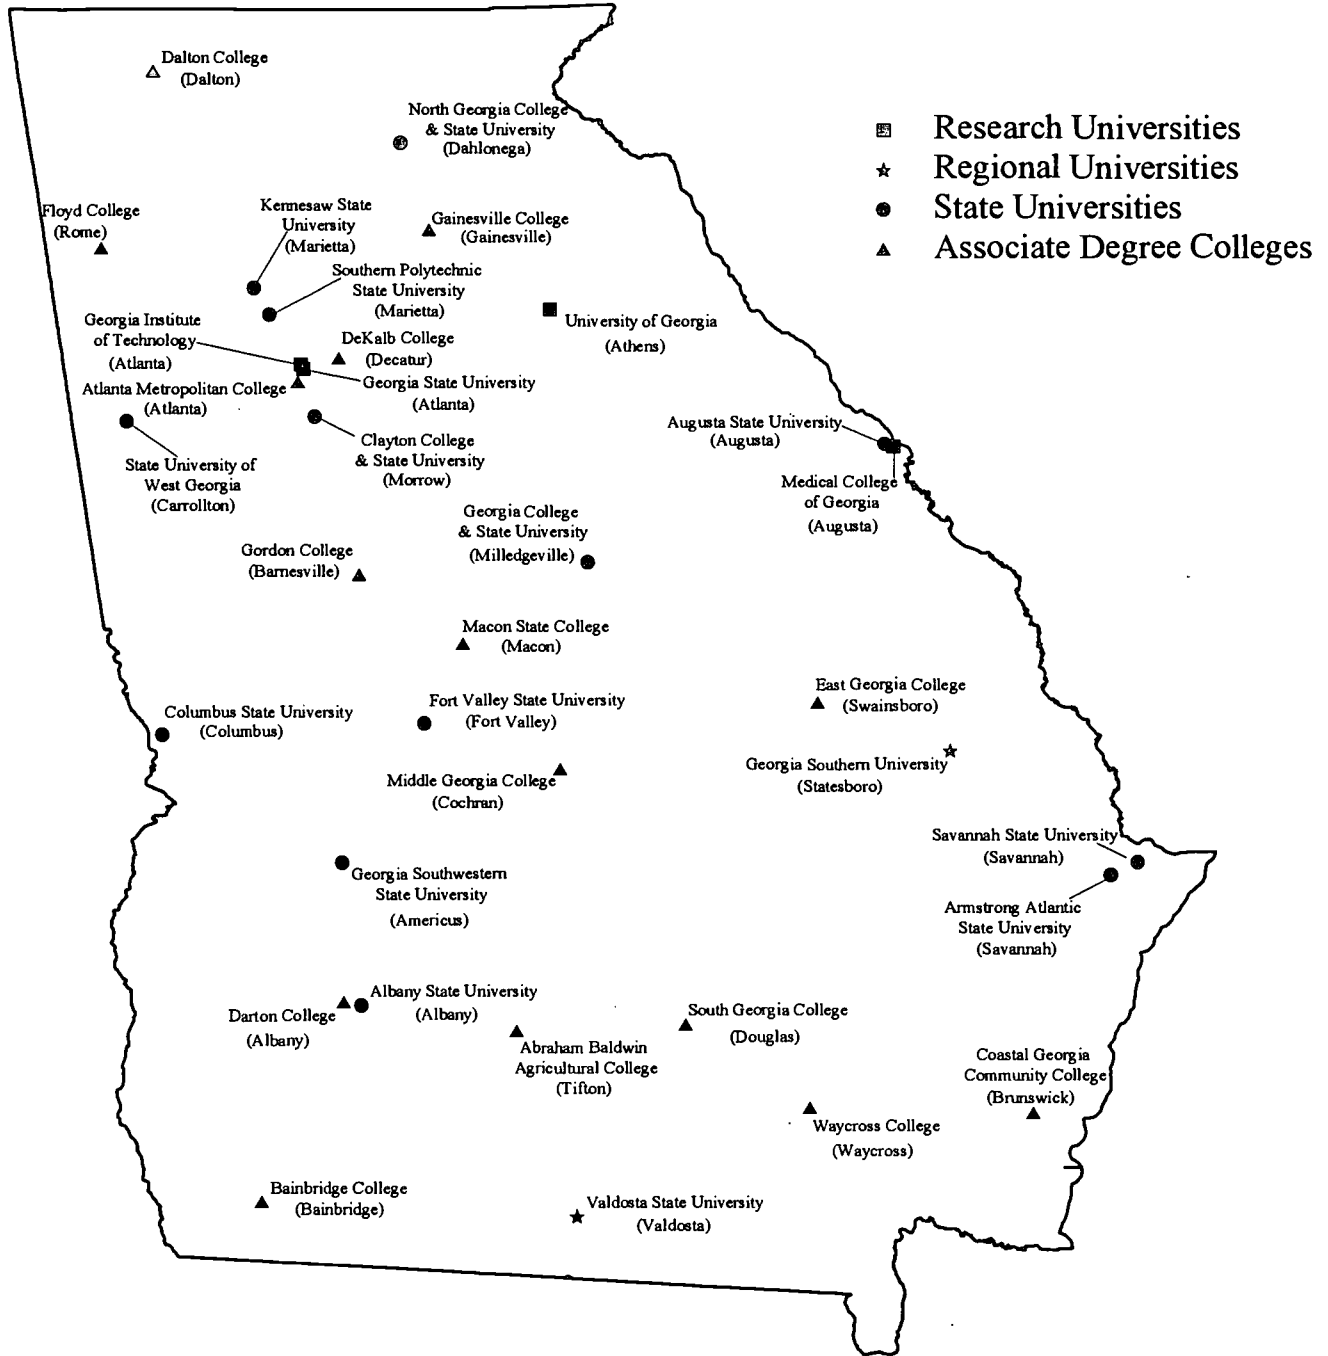 Dalton College
(Dalton)
North Georgia College
& State University
(Dahlonega)
Research Universities
Regional Universities
State Universities
Associate Degree Colleges
Floyd College
(Rome)
Kennesaw State
University
(Marietta)
Gainesville College
(Gainesville)
Southern Polytechnic
State University
(Marietta)
Georgia Institute
of Technology
(Atlanta)
DeKalb College
(Decatur)
University of Georgia
(Athens)
Atlanta Metropolitan College
(Atlanta)
Georgia State University
(Atlanta)
Clayton College
& State University
(Morrow)
State University of
West Georgia
(Carrollton)
Augusta State University
(Augusta)
Medical College
of Georgia
(Augusta)
Georgia College
& State University
(Milledgeville)
Gordon College
(Barnesville)
Macon State College
(Macon)
East Georgia College
(Swainsboro)
Columbus State University
(Columbus)
Fort Valley State University
(Fort Valley)
Georgia Southern University
(Statesboro)
Middle Georgia College
(Cochran)
Savannah State University
(Savannah)
Georgia Southwestern
State University
(Americus)
Armstrong Atlantic
State University
(Savannah)
Darton College
(Albany)
Albany State University
(Albany)
Abraham Baldwin
Agricultural College
(Tifton)
South Georgia College
(Douglas)
Coastal Georgia
Community College
(Brunswick)
Waycross College
(Waycross)
Bainbridge College
(Bainbridge)
Valdosta State University
(Valdosta)